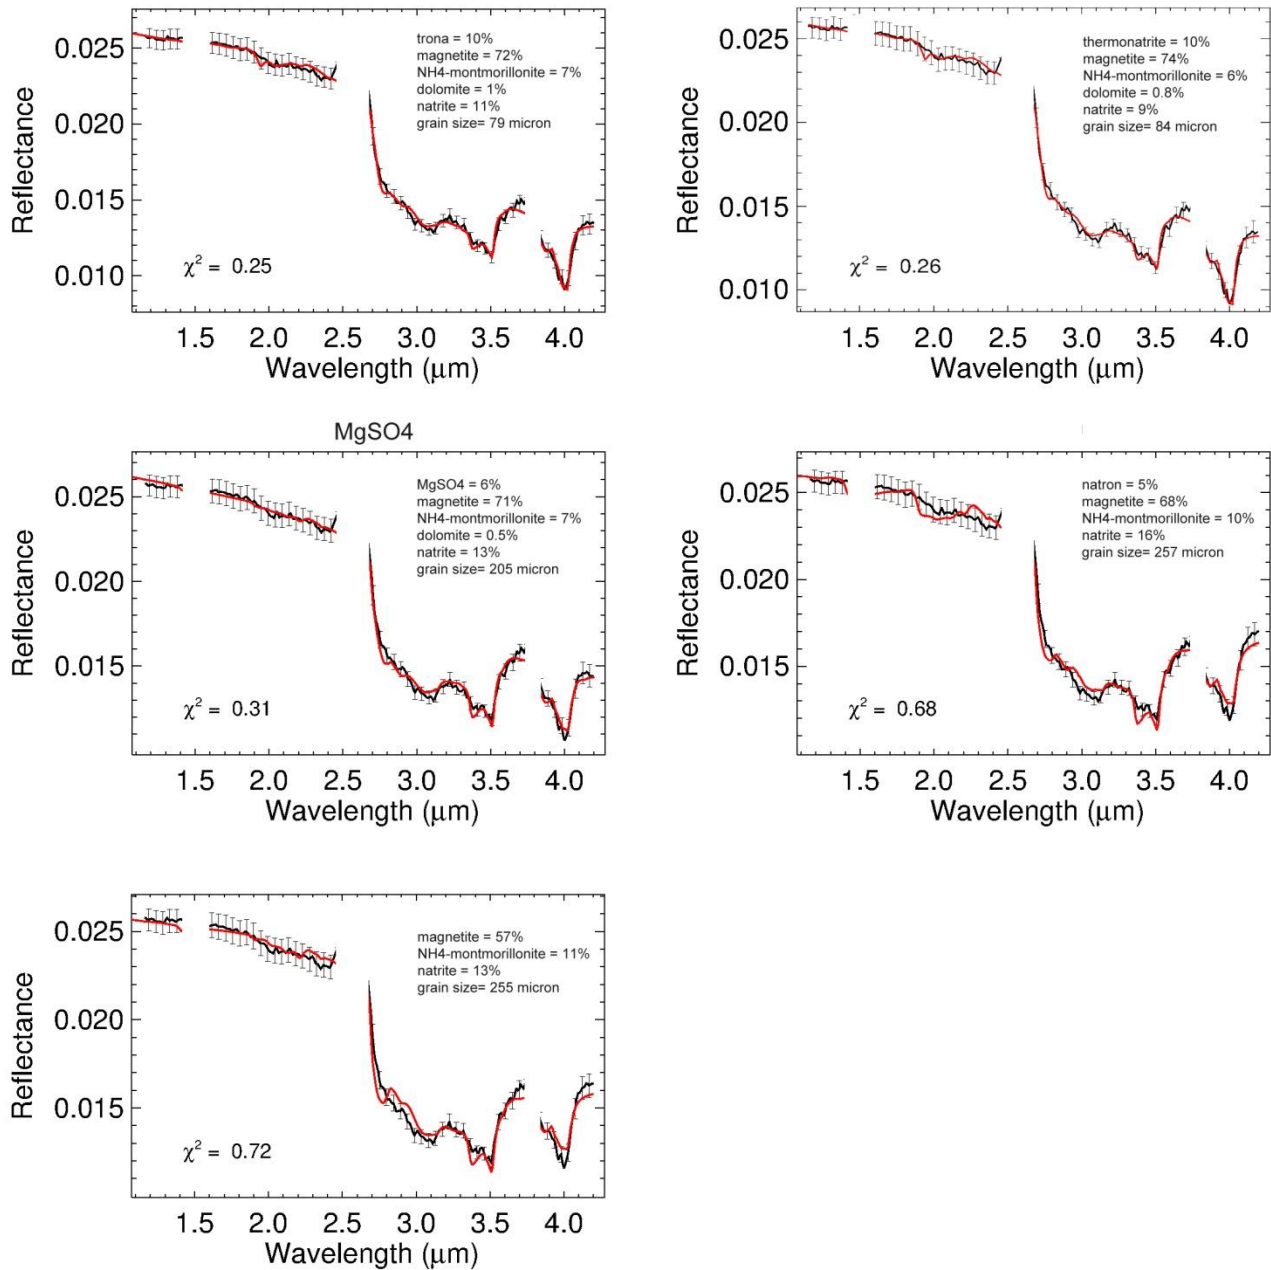 0.025
0.020
0.015
0.010
Reflectance
trona = 10%
magnetite = 72%
NH4-montmorillonite = 7%
dolomite = 1%
natrite = 11%
grain size= 79 micron
χ² = 0.25
1.5 2.0 2.5 3.0 3.5 4.0
Wavelength (μm)
0.025
0.020
0.015
0.010
Reflectance
thermonatrite = 10%
magnetite = 74%
NH4-montmorillonite = 6%
dolomite = 0.8%
natrite = 9%
grain size= 84 micron
χ² = 0.26
1.5 2.0 2.5 3.0 3.5 4.0
Wavelength (μm)
MgSO4
0.025
0.020
0.015
Reflectance
MgSO4 = 6%
magnetite = 71%
NH4-montmorillonite = 7%
dolomite = 0.5%
natrite = 13%
grain size= 205 micron
χ² = 0.31
1.5 2.0 2.5 3.0 3.5 4.0
Wavelength (μm)
0.025
0.020
0.015
Reflectance
natron = 5%
magnetite = 68%
NH4-montmorillonite = 10%
natrite = 16%
grain size= 257 micron
χ² = 0.68
1.5 2.0 2.5 3.0 3.5 4.0
Wavelength (μm)
0.025
0.020
0.015
Reflectance
magnetite = 57%
NH4-montmorillonite = 11%
natrite = 13%
grain size= 255 micron
χ² = 0.72
1.5 2.0 2.5 3.0 3.5 4.0
Wavelength (μm)